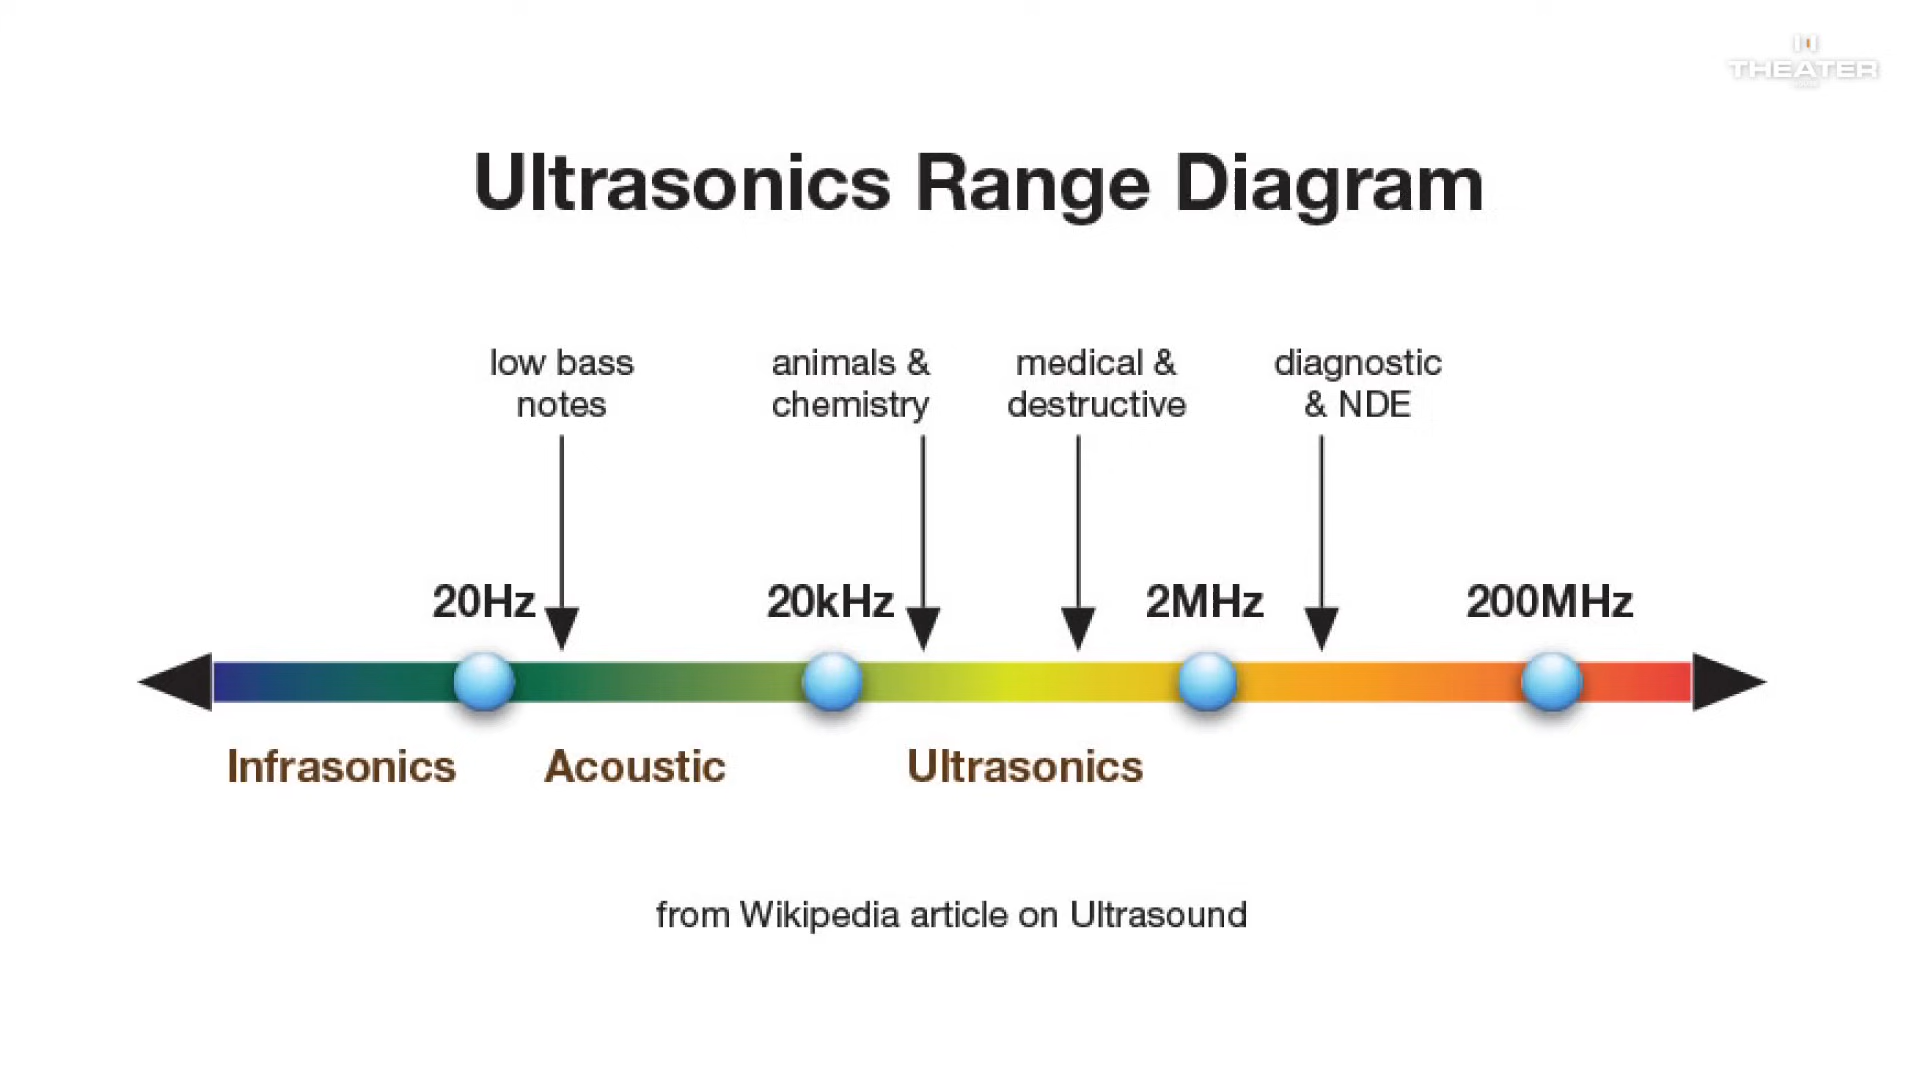 THEATER
Ultrasonics Range Diagram
low bass
notes
animals &
chemistry
medical &
destructive
diagnostic
& NDE
20Hz
20kHz
2MHz
200MHz
Infrasonics
Acoustic
Ultrasonics
from Wikipedia article on Ultrasound